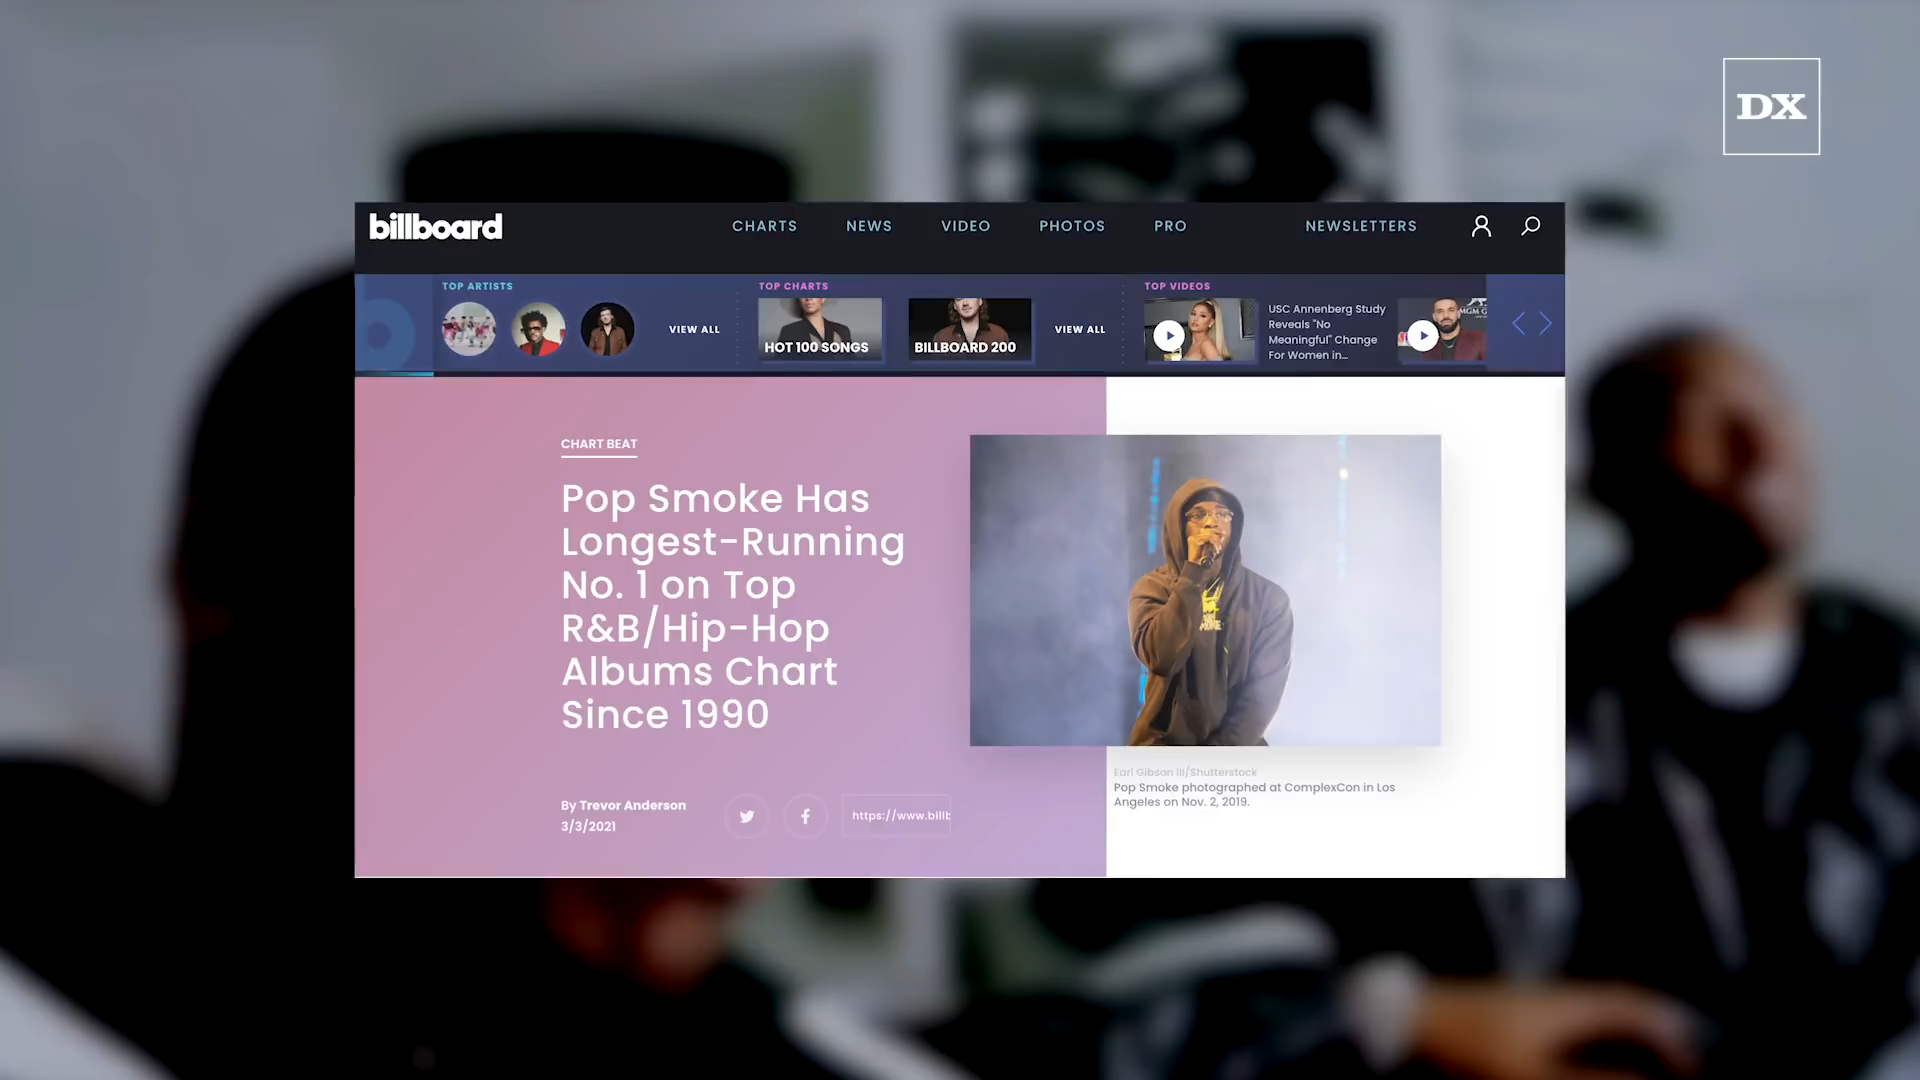 DX
billboard
CHARTS
NEWS
VIDEO
PHOTOS
PRO
NEWSLETTERS
TOP ARTISTS
VIEW ALL
TOP CHARTS
HOT 100 SONGS
BILLBOARD 200
VIEW ALL
TOP VIDEOS
USC Annenberg Study
Reveals "No
Meaningful" Change
For Women in...
MGM G
CHART BEAT
Pop Smoke Has
Longest-Running
No. 1 on Top
R&B/Hip-Hop
Albums Chart
Since 1990
By Trevor Anderson
3/3/2021
https://www.billb
Earl Gibson III/Shutterstock
Pop Smoke photographed at ComplexCon in Los
Angeles on Nov. 2, 2019.